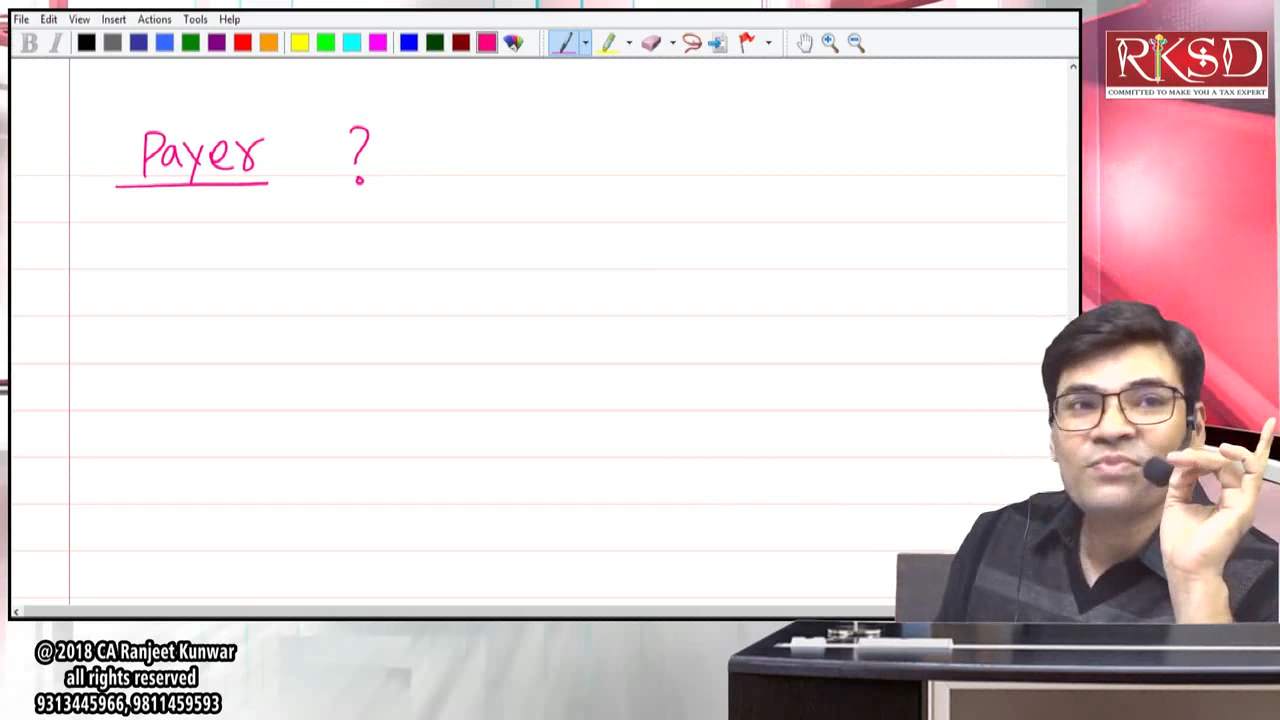 File Edit View Insert Actions Tools Help
B I
RKSD
COMMITTED TO MAKE YOU A TAX EXPERT
Payer ?
@ 2018 CA Ranjeet Kunwar
all rights reserved
9313445966, 9811459593